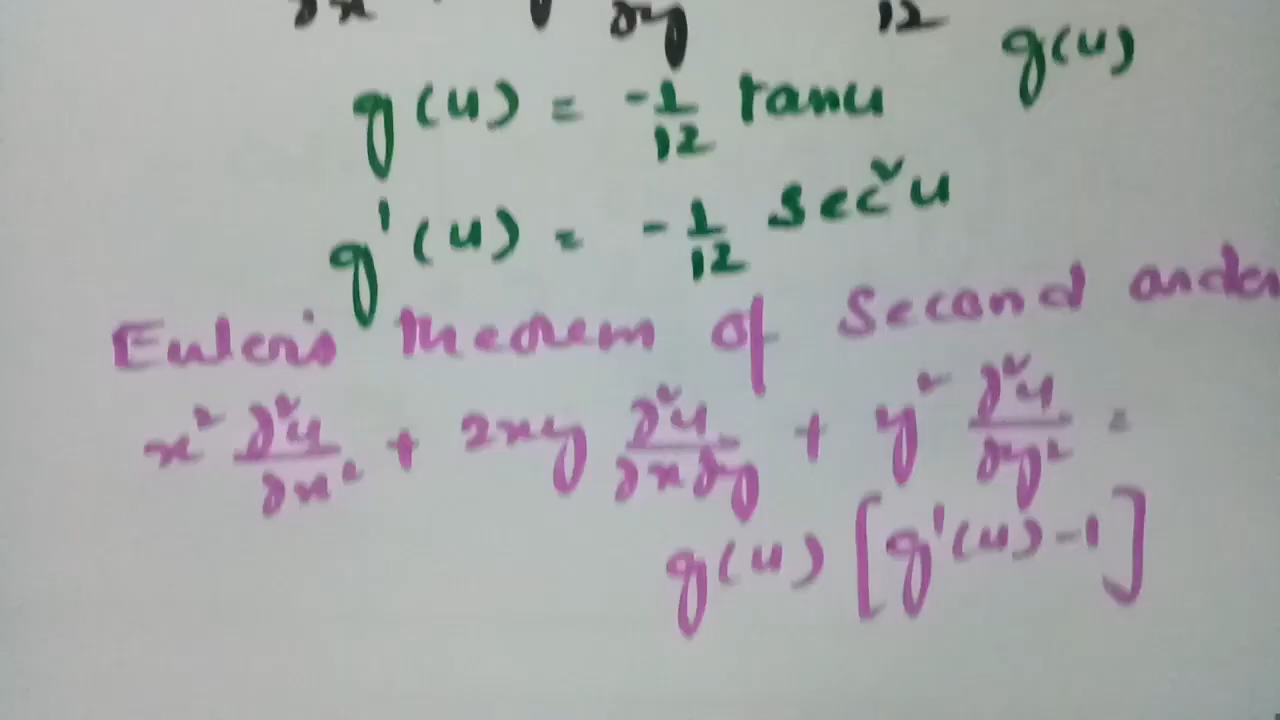 ∂x ∂y 12
g(u)
g(u) = -1/12 tanu
g'(u) = -1/12 sec²u
Euler's theorem of Second order
x² ∂²u/∂x² + 2xy ∂²u/∂x∂y + y² ∂²u/∂y² =
g(u) [g'(u)-1]